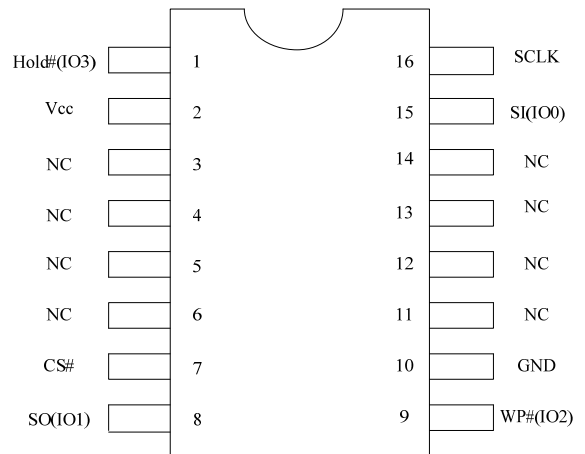 Hold#(IO3) 1 16 SCLK
Vcc 2 15 SI(IO0)
NC 3 14 NC
NC 4 13 NC
NC 5 12 NC
NC 6 11 NC
CS# 7 10 GND
SO(IO1) 8 9 WP#(IO2)